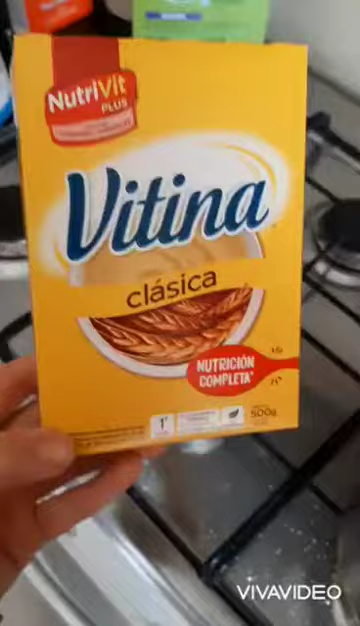 NutriVit
PLUS
Vitina
clásica
NUTRICIÓN
COMPLETA*
1'
500g
VIVAVIDEO